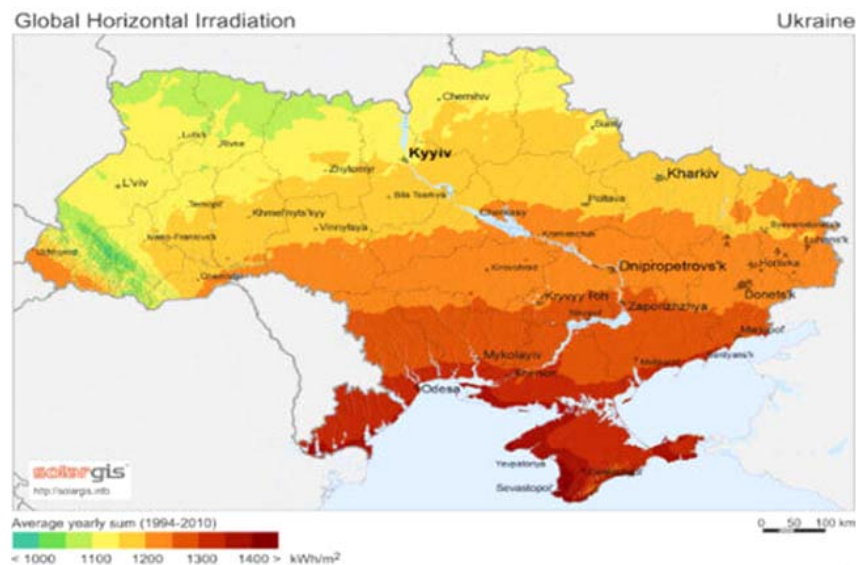 Global Horizontal Irradiation
Ukraine
Chernihiv
Sumy
Lutsk
Rivne
Kyyiv
Zhytomyr
Kharkiv
L'viv
Bila Tserkva
Poltava
Ternopil'
Khmel'nyts'kyy
Cherkasy
Vinnytsya
Ivano-Frankivs'k
Kremenchuk
Uzhhorod
Dnipropetrovs'k
Horlivka
Kirovohrad
Kryvyy Rih
Zaporizhzhya
Donets'k
Mariupol'
Mykolayiv
Kherson
Odesa
Yevpatoriya
Sevastopol'
solargis
http://solargis.info
Average yearly sum (1994-2010)
0 50 100 km
< 1000 1100 1200 1300 1400 > kWh/m²